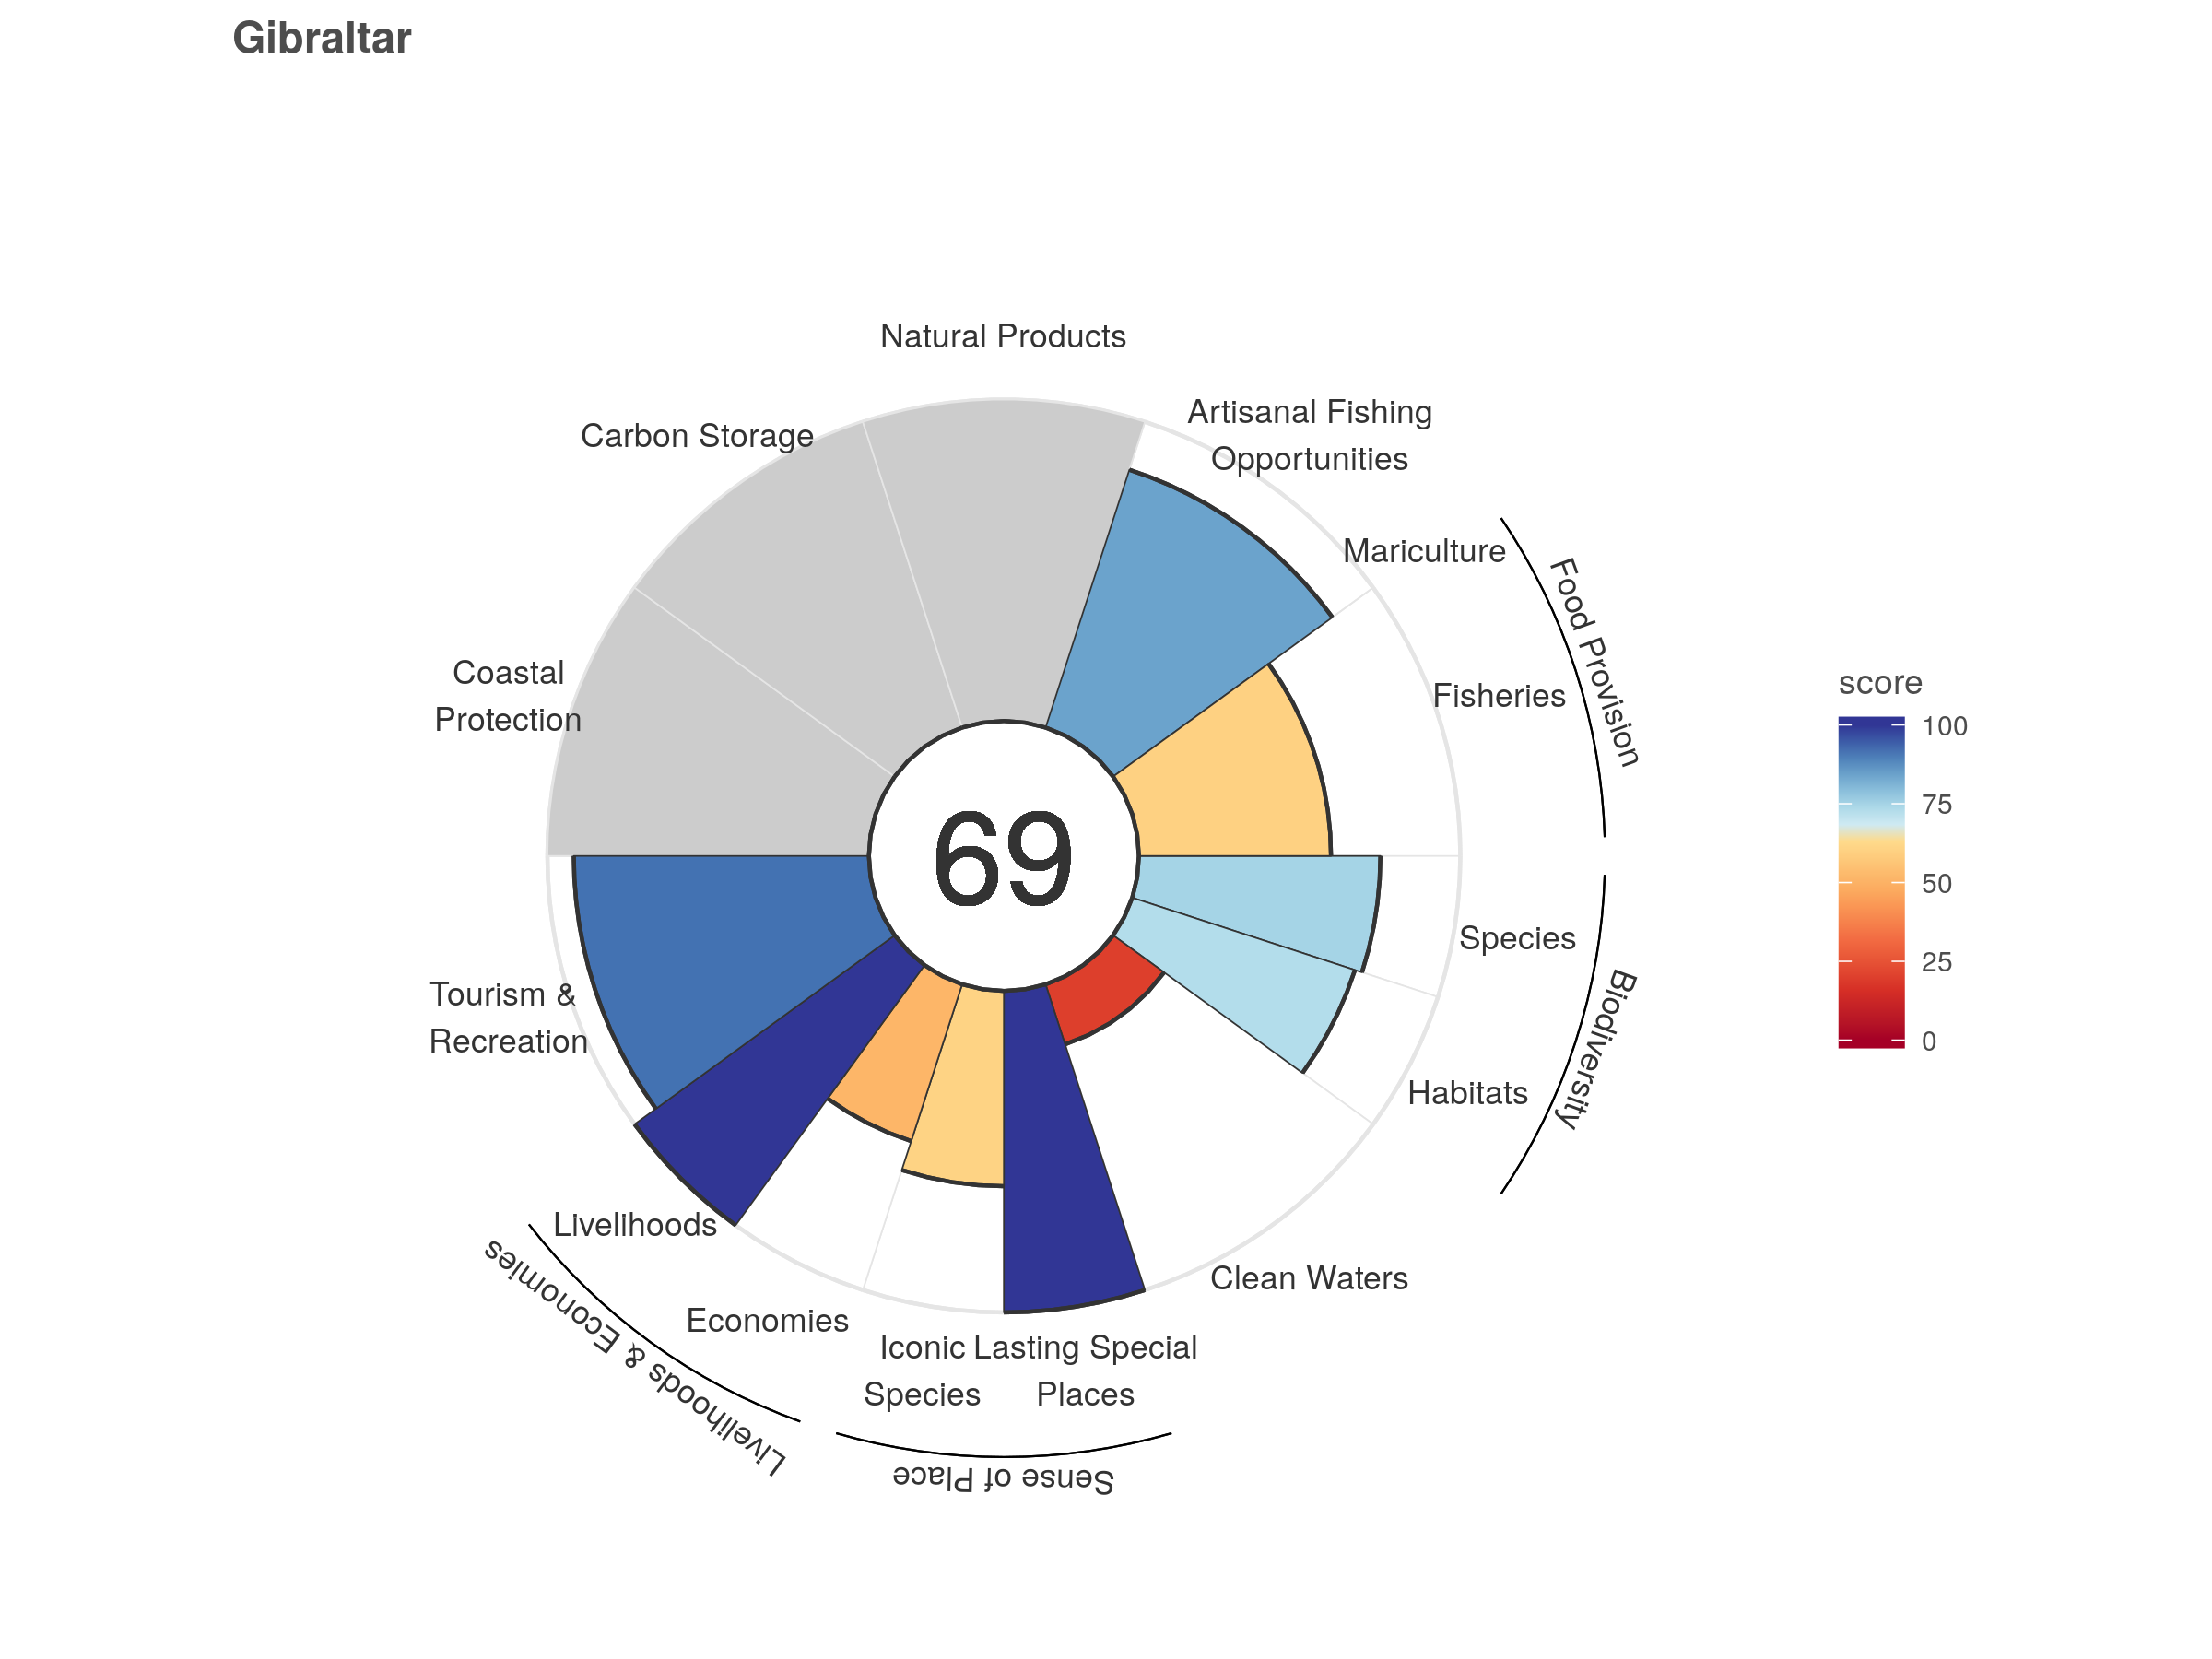 Gibraltar
Natural Products
Artisanal Fishing
Opportunities
Carbon Storage
Mariculture
Food Provision
Fisheries
Coastal
Protection
score
100
75
50
25
0
69
Species
Biodiversity
Habitats
Tourism &
Recreation
Livelihoods
Livelihoods & Economies
Economies
Clean Waters
Iconic
Species
Lasting Special
Places
Sense of Place